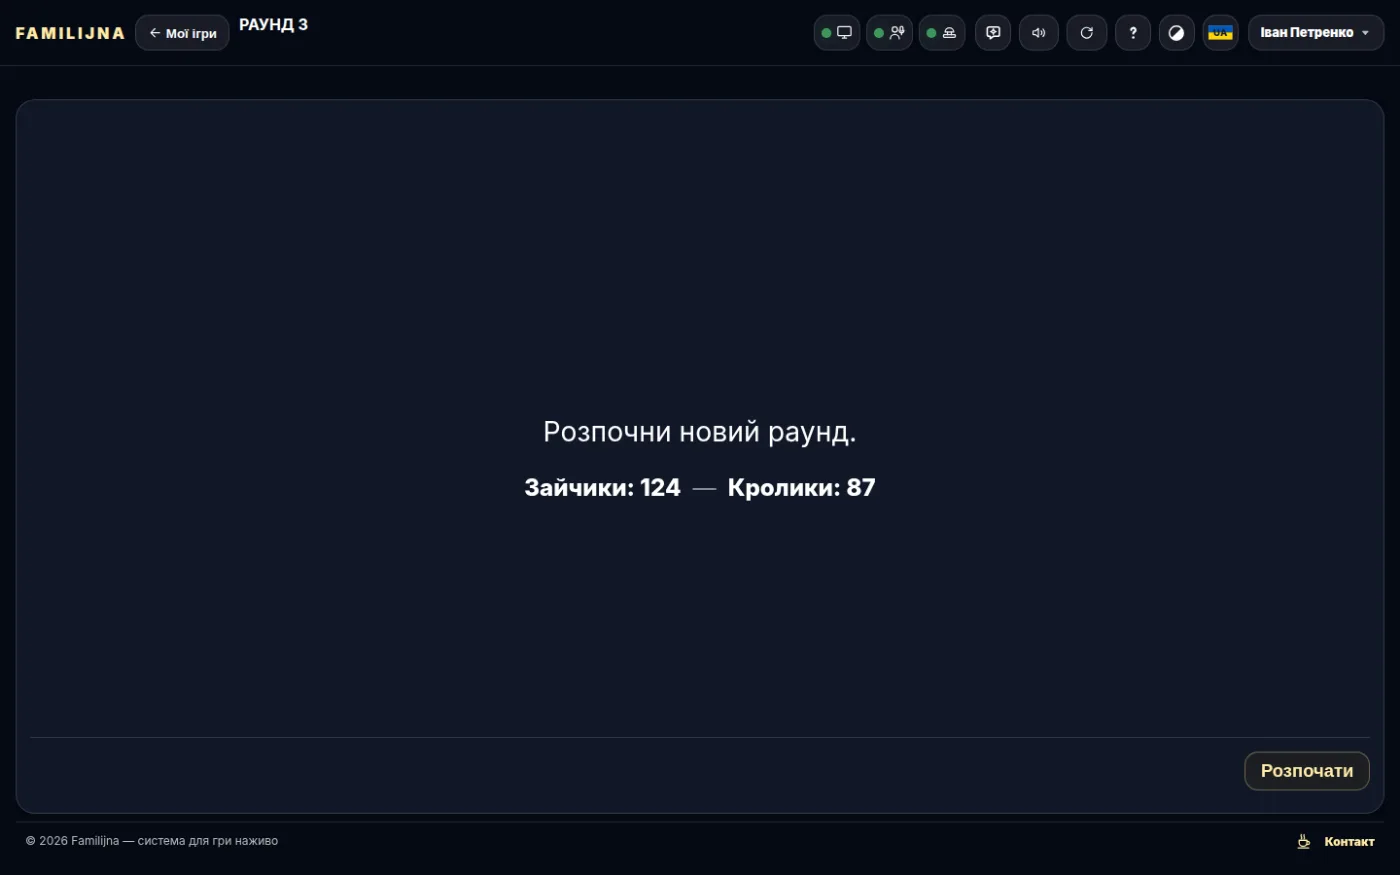 FAMILIJNA
← Мої ігри
РАУНД 3
?
UA
Іван Петренко
Розпочни новий раунд.
Зайчики: 124 — Кролики: 87
Розпочати
© 2026 Familijna — система для гри наживо
Контакт